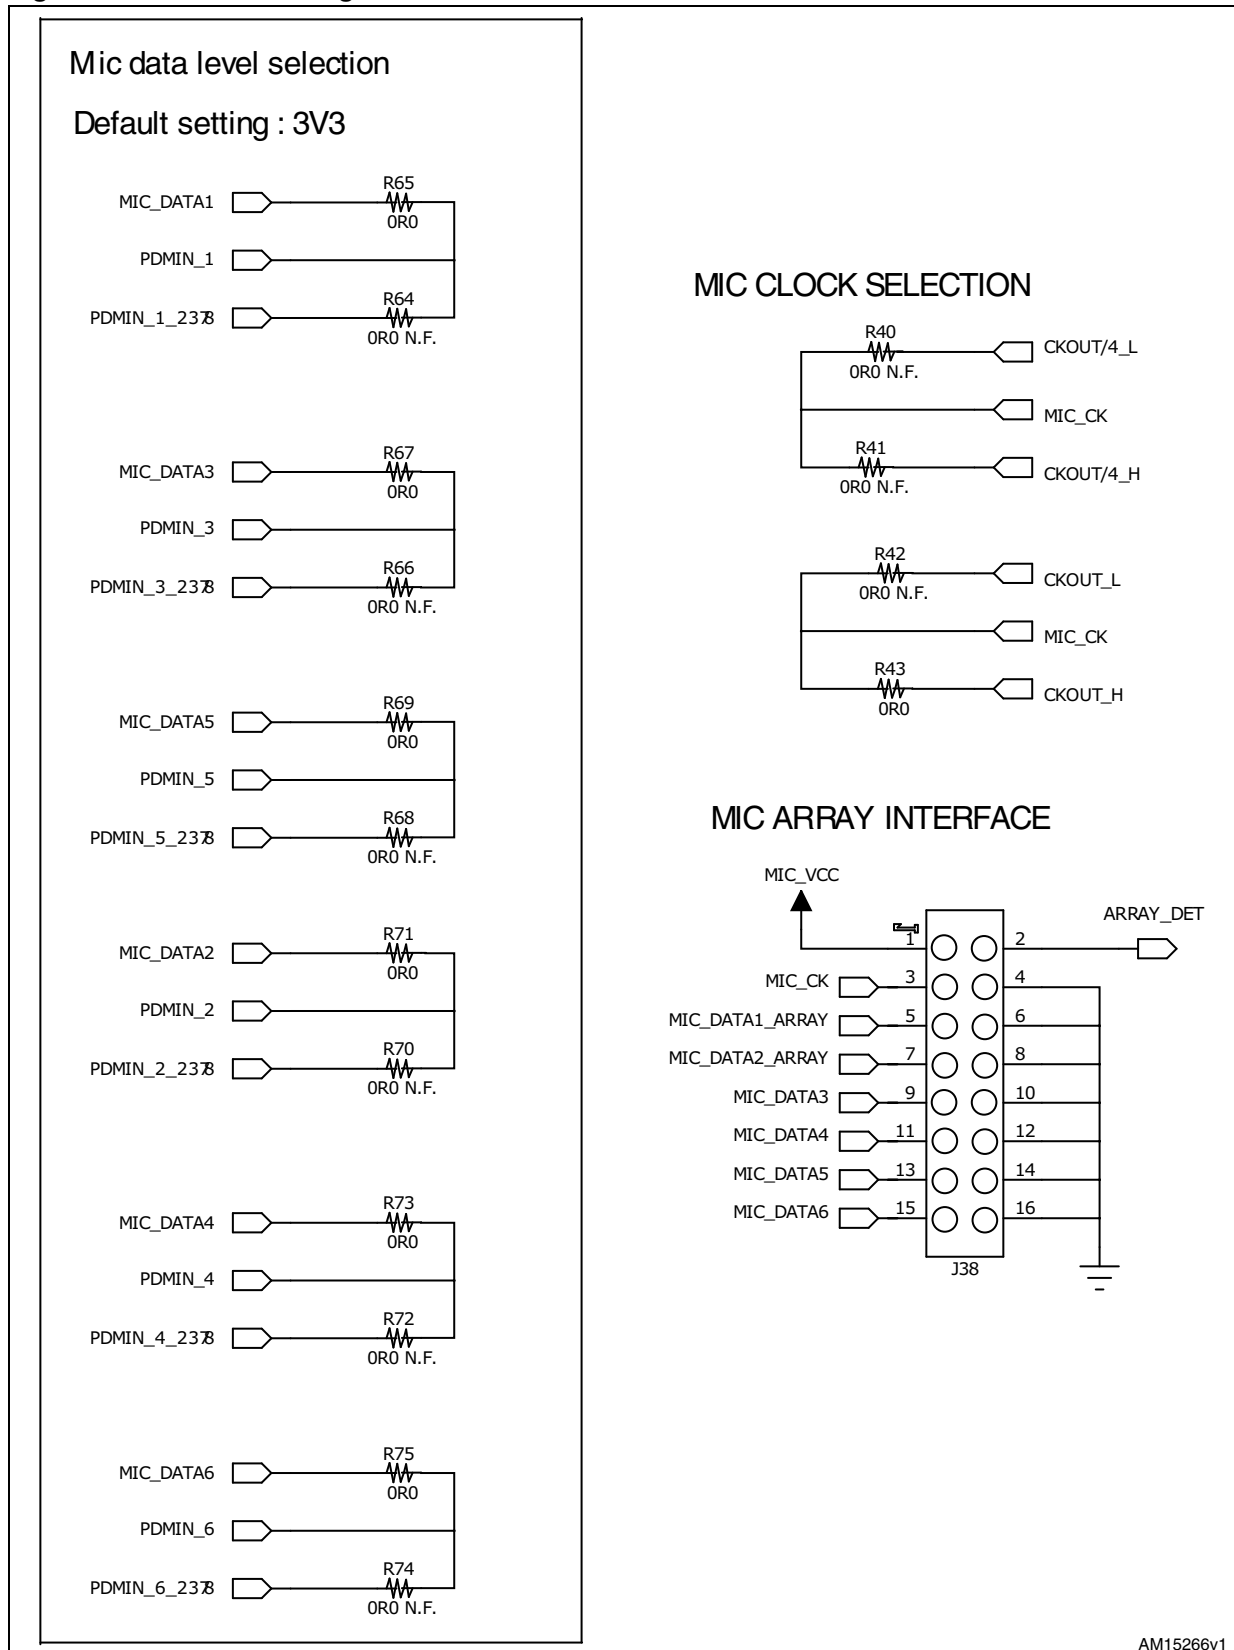 Mic data level selection
Default setting : 3V3
R65
MIC_DATA1
0R0
PDMIN_1
R64
PDMIN_1_2378
0R0 N.F.
R67
MIC_DATA3
0R0
PDMIN_3
R66
PDMIN_3_2378
0R0 N.F.
R69
MIC_DATA5
0R0
PDMIN_5
R68
PDMIN_5_2378
0R0 N.F.
R71
MIC_DATA2
0R0
PDMIN_2
R70
PDMIN_2_2378
0R0 N.F.
R73
MIC_DATA4
0R0
PDMIN_4
R72
PDMIN_4_2378
0R0 N.F.
R75
MIC_DATA6
0R0
PDMIN_6
R74
PDMIN_6_2378
0R0 N.F.
MIC CLOCK SELECTION
R40
CKOUT/4_L
0R0 N.F.
MIC_CK
R41
CKOUT/4_H
0R0 N.F.
R42
CKOUT_L
0R0 N.F.
MIC_CK
R43
CKOUT_H
0R0
MIC ARRAY INTERFACE
MIC_VCC
ARRAY_DET
1 2
MIC_CK 3 4
MIC_DATA1_ARRAY 5 6
MIC_DATA2_ARRAY 7 8
MIC_DATA3 9 10
MIC_DATA4 11 12
MIC_DATA5 13 14
MIC_DATA6 15 16
J38
AM15266v1